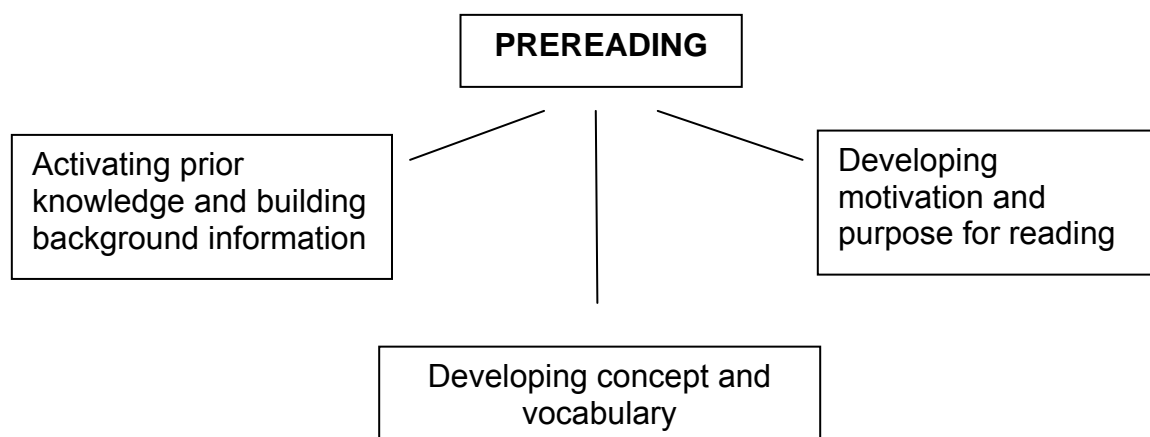 PREREADING
Activating prior
knowledge and building
background information
Developing
motivation and
purpose for reading
Developing concept and
vocabulary